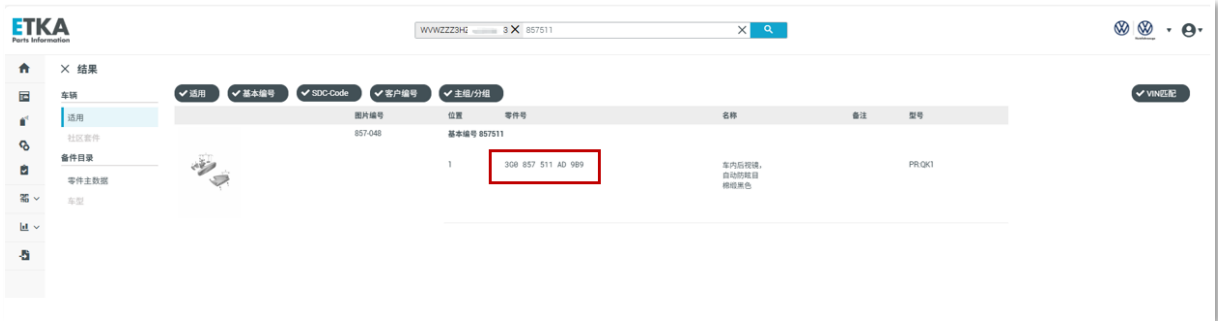 ETKA
Parts Information
WVWZZZ3HZ 3 X 857511
结果
车辆
适用
社区套件
备件目录
零件主数据
车型
适用 基本编号 SDC-Code 客户编号 主组/分组 VIN匹配
图片编号 位置 零件号 名称 备注 型号
857-048 基本编号 857511
1 3G0 857 511 AD 9B9 车内后视镜, PR:QK1
自动防眩目
缎黑色